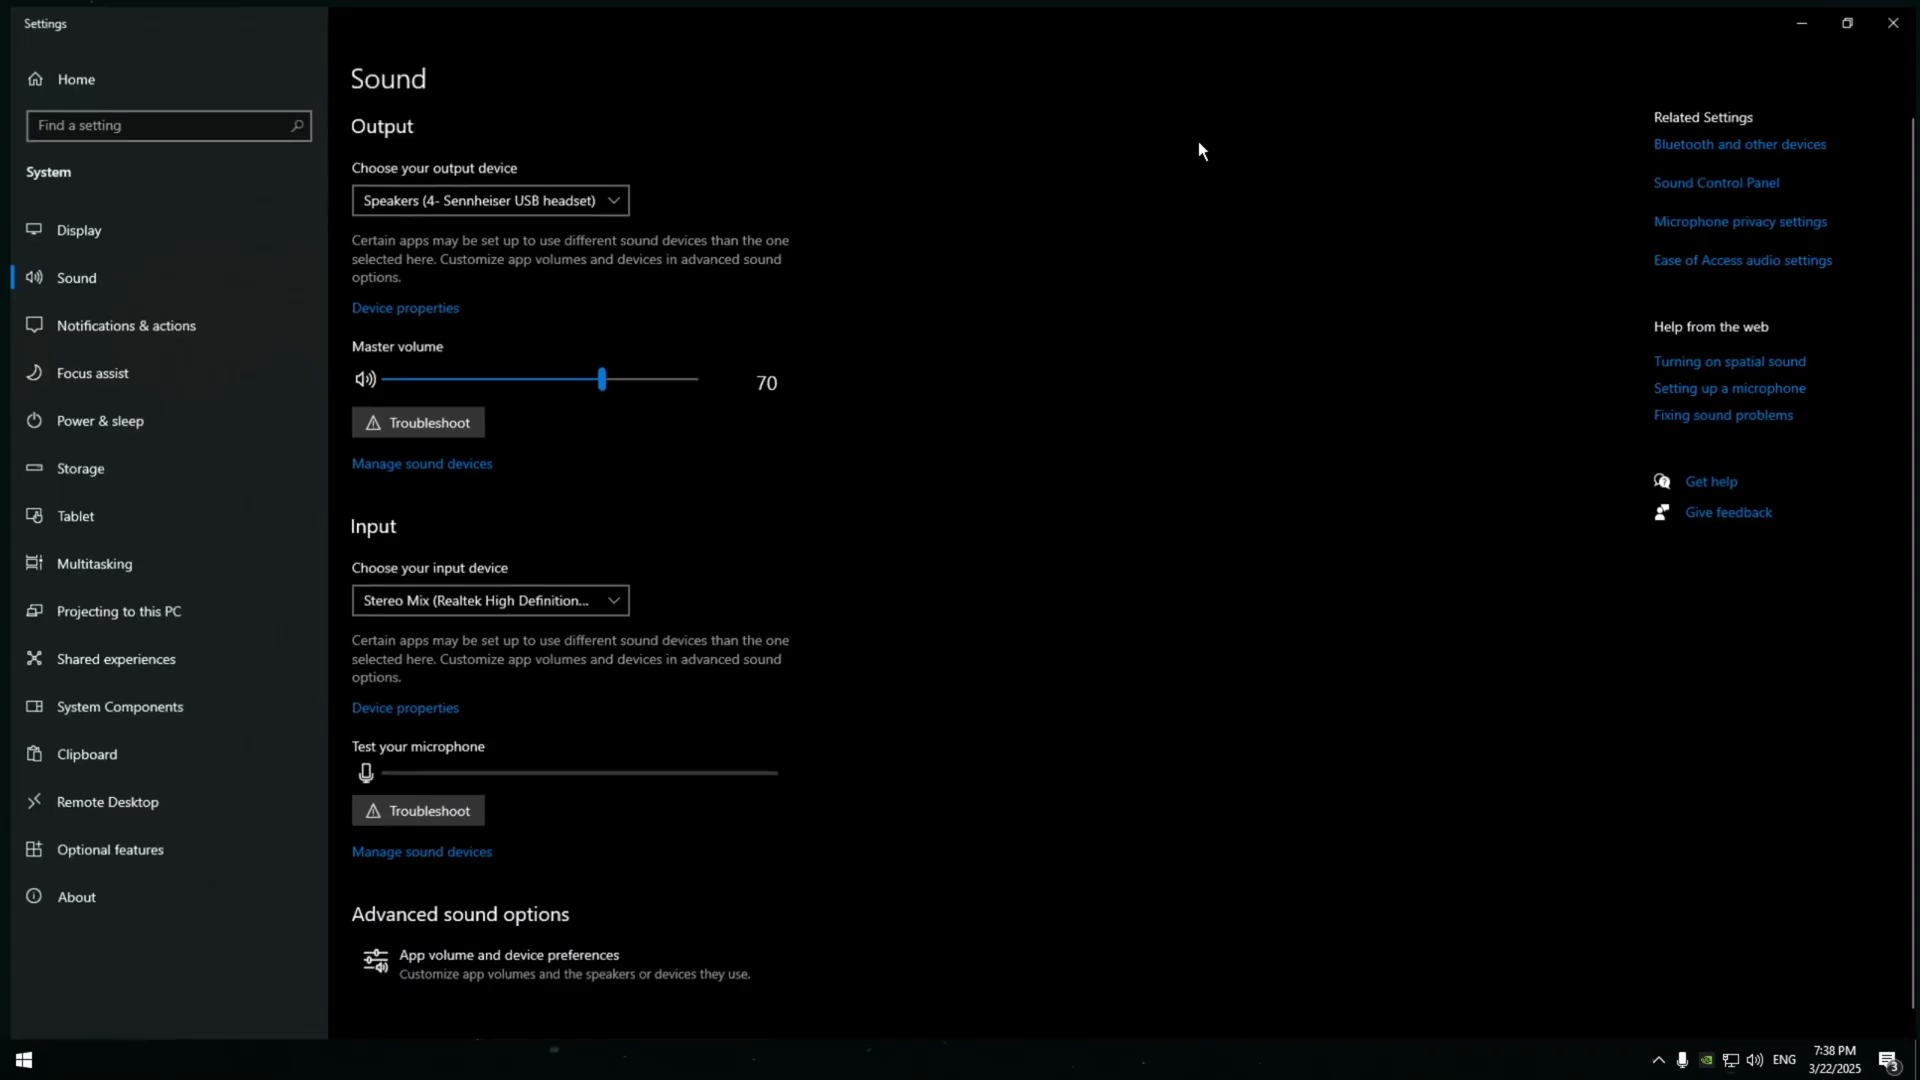 Settings
Home
Find a setting
System
Display
Sound
Notifications & actions
Focus assist
Power & sleep
Storage
Tablet
Multitasking
Projecting to this PC
Shared experiences
System Components
Clipboard
Remote Desktop
Optional features
About
Sound
Output
Choose your output device
Speakers (4- Sennheiser USB headset)
Certain apps may be set up to use different sound devices than the one
selected here. Customize app volumes and devices in advanced sound
options.
Device properties
Master volume
70
Troubleshoot
Manage sound devices
Input
Choose your input device
Stereo Mix (Realtek High Definition...
Certain apps may be set up to use different sound devices than the one
selected here. Customize app volumes and devices in advanced sound
options.
Device properties
Test your microphone
Troubleshoot
Manage sound devices
Advanced sound options
App volume and device preferences
Customize app volumes and the speakers or devices they use.
Related Settings
Bluetooth and other devices
Sound Control Panel
Microphone privacy settings
Ease of Access audio settings
Help from the web
Turning on spatial sound
Setting up a microphone
Fixing sound problems
Get help
Give feedback
ENG
7:38 PM
3/22/2025
3